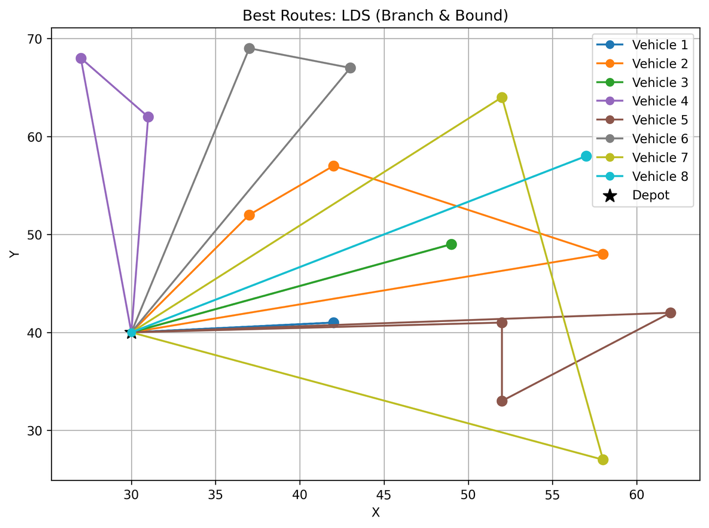 Best Routes: LDS (Branch & Bound)
70
60
50
40
30
Y
30
35
40
45
50
55
60
X
Vehicle 1
Vehicle 2
Vehicle 3
Vehicle 4
Vehicle 5
Vehicle 6
Vehicle 7
Vehicle 8
Depot